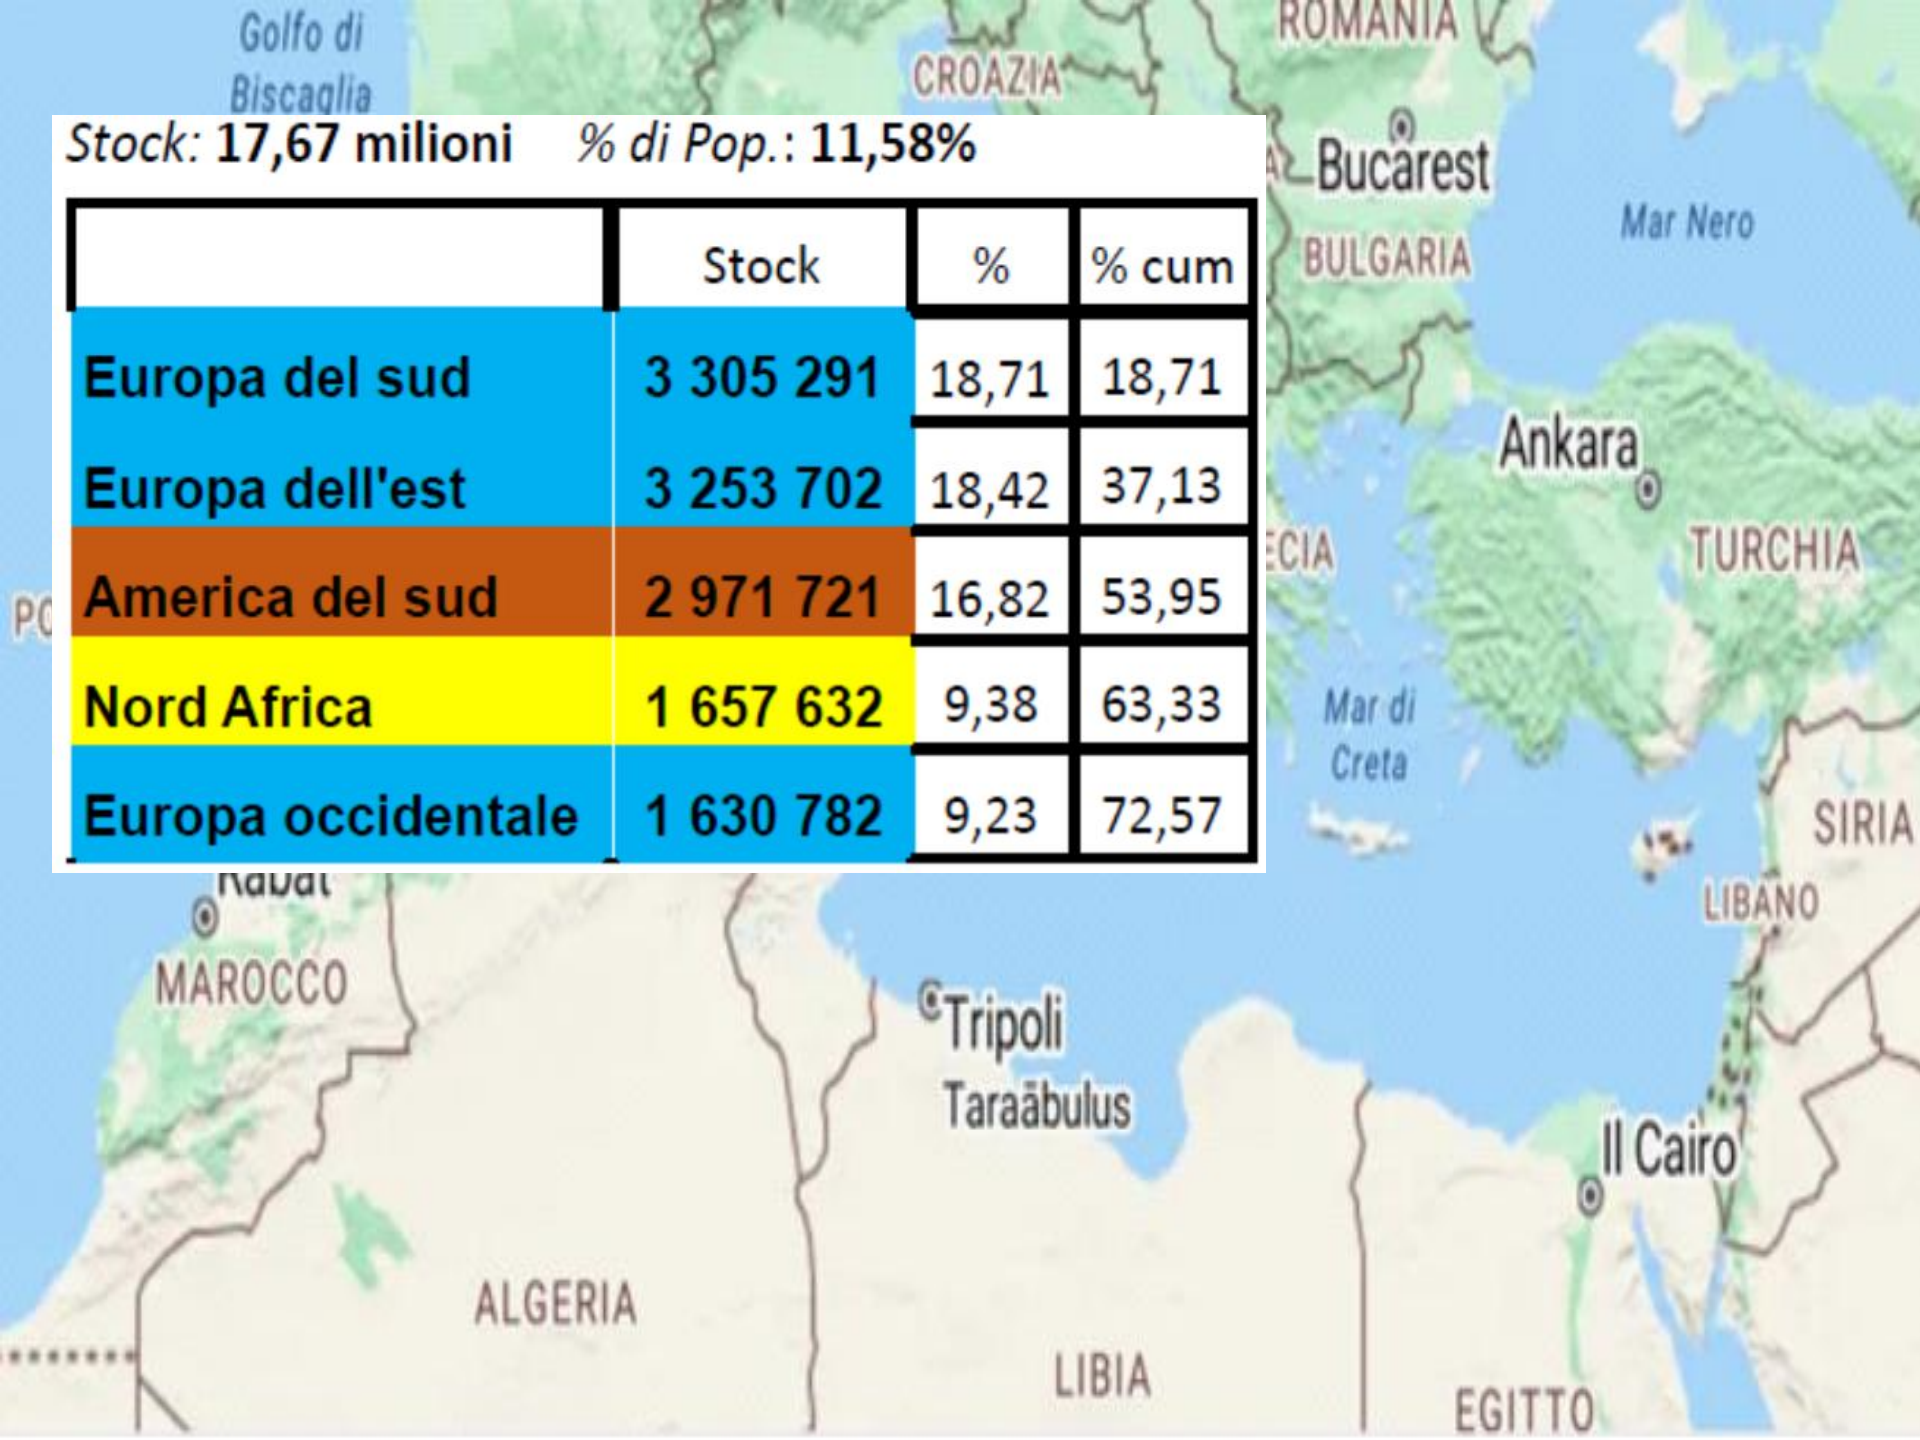 Golfo di
Biscaglia
CROAZIA
ROMANIA
Bucarest
BULGARIA
Mar Nero
Stock: 17,67 milioni % di Pop.: 11,58%
Stock % % cum
Europa del sud 3 305 291 18,71 18,71
Europa dell'est 3 253 702 18,42 37,13
America del sud 2 971 721 16,82 53,95
Nord Africa 1 657 632 9,38 63,33
Europa occidentale 1 630 782 9,23 72,57
Ankara
TURCHIA
Mar di
Creta
SIRIA
LIBANO
Rabat
MAROCCO
Tripoli
Taraābulus
Il Cairo
ALGERIA
LIBIA
EGITTO